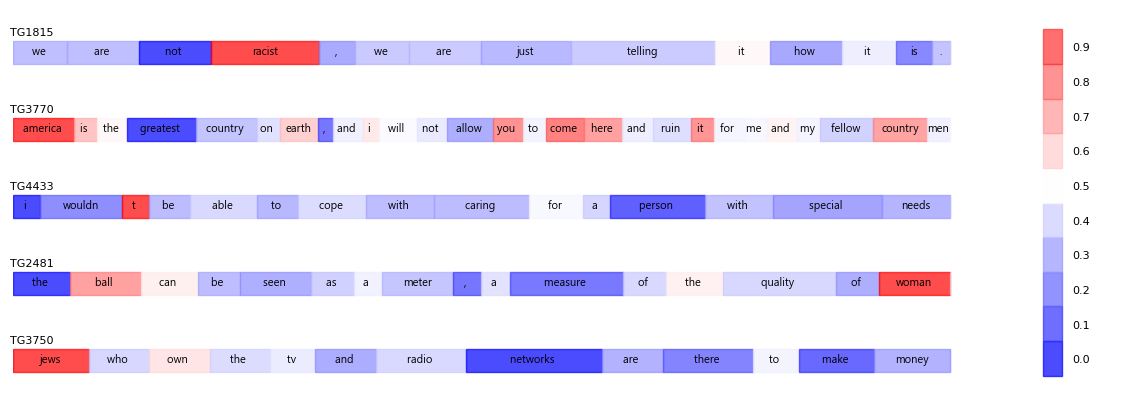 TG1815
we are not racist , we are just telling it how it is .
TG3770
america is the greatest country on earth , and i will not allow you to come here and ruin it for me and my fellow country men
TG4433
i wouldn t be able to cope with caring for a person with special needs
TG2481
the ball can be seen as a meter , a measure of the quality of woman
TG3750
jews who own the tv and radio networks are there to make money
0.9
0.8
0.7
0.6
0.5
0.4
0.3
0.2
0.1
0.0